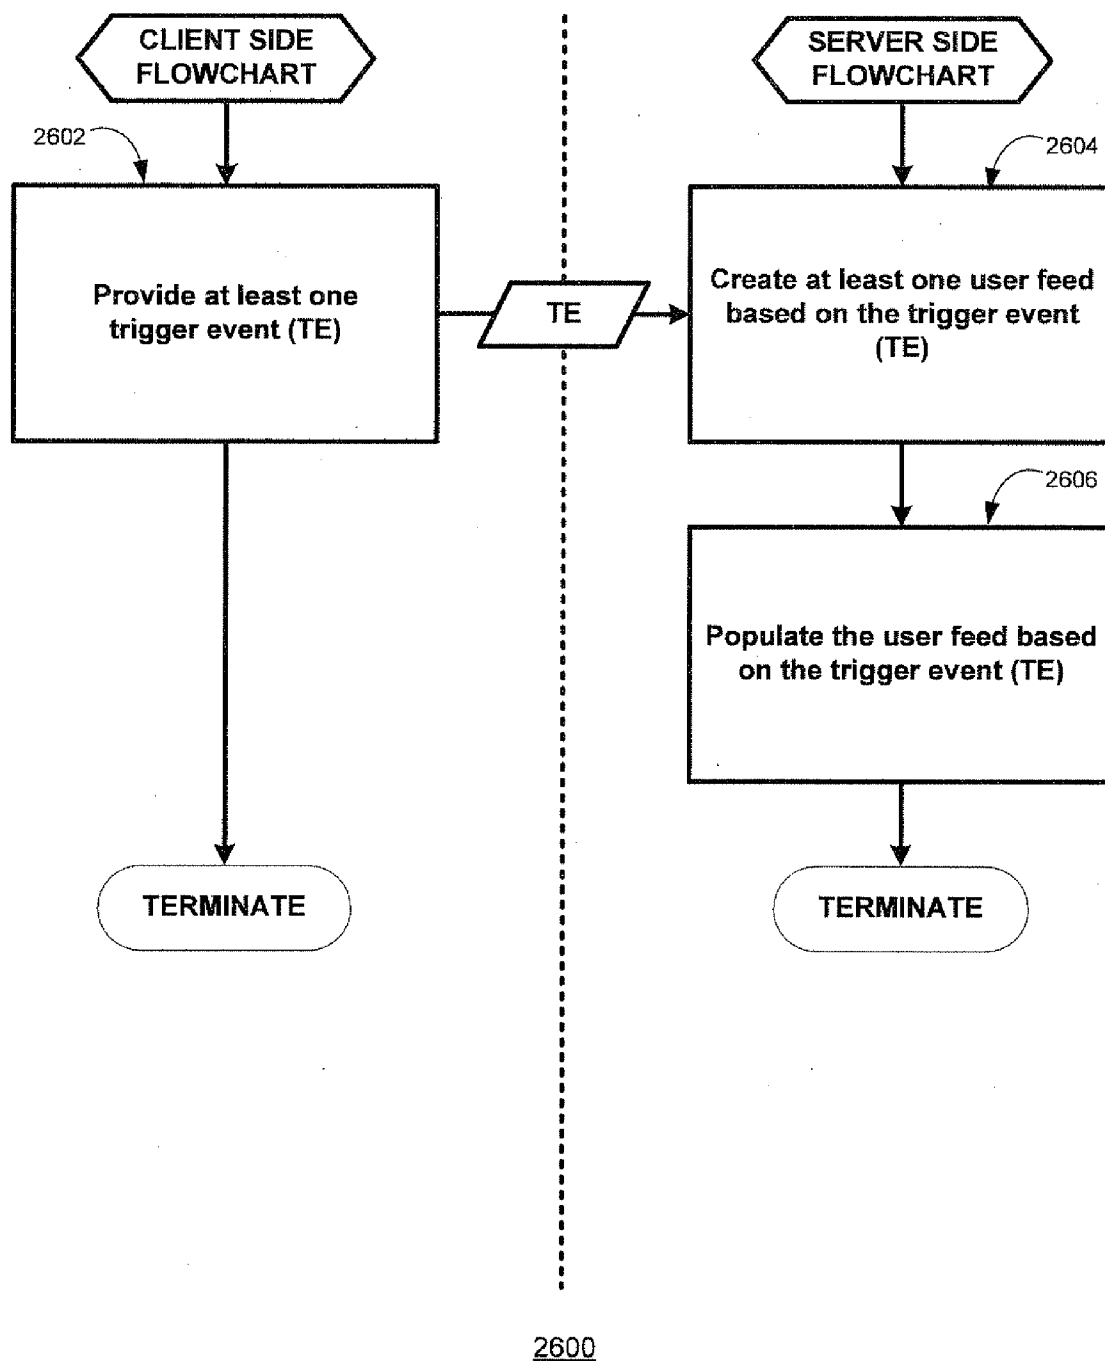 CLIENT SIDE
FLOWCHART
2602
Provide at least one
trigger event (TE)
TE
TERMINATE
SERVER SIDE
FLOWCHART
2604
Create at least one user feed
based on the trigger event
(TE)
2606
Populate the user feed based
on the trigger event (TE)
TERMINATE
2600